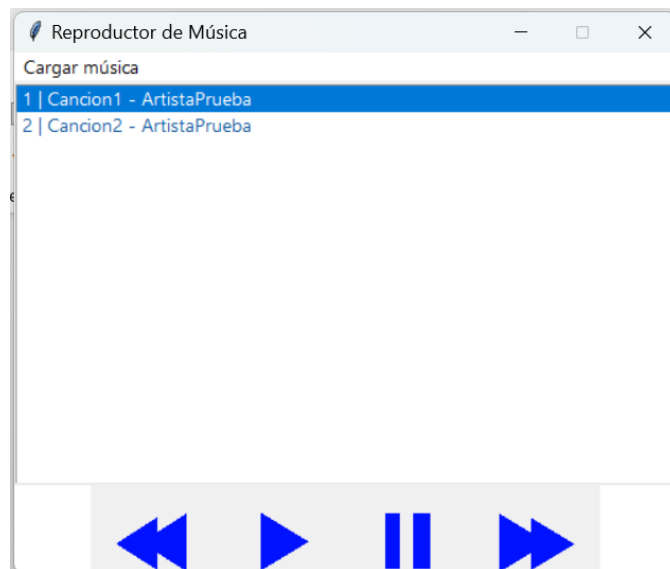 Reproductor de Música
Cargar música
1 | Cancion1 - ArtistaPrueba
2 | Cancion2 - ArtistaPrueba